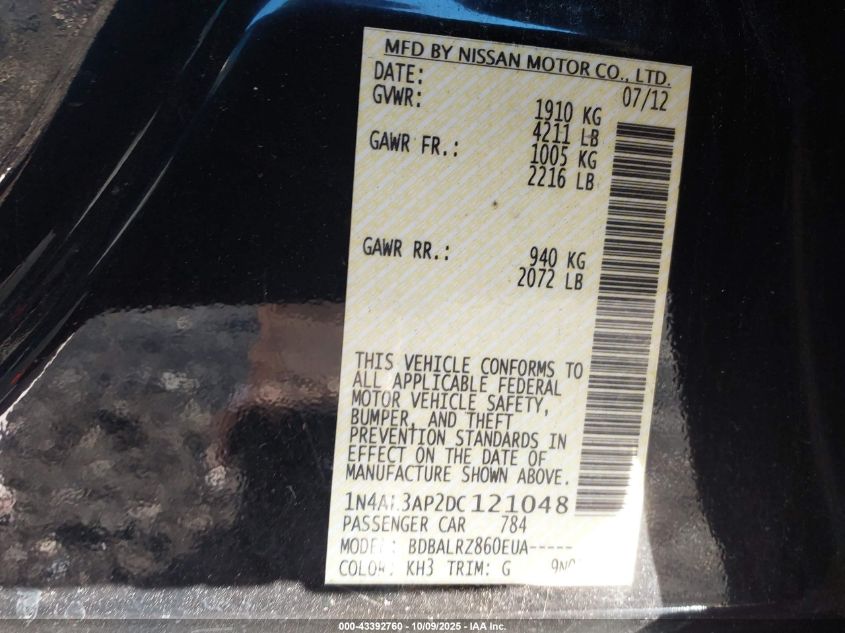 MFD BY NISSAN MOTOR CO., LTD.
DATE: 07/12
GVWR: 1910 KG
4211 LB
GAWR FR.: 1005 KG
2216 LB
GAWR RR.: 940 KG
2072 LB
THIS VEHICLE CONFORMS TO
ALL APPLICABLE FEDERAL
MOTOR VEHICLE SAFETY,
BUMPER, AND THEFT
PREVENTION STANDARDS IN
EFFECT ON THE DATE OF
MANUFACTURE SHOWN ABOVE.
1N4AL3AP2DC121048
PASSENGER CAR 784
MODEL: BDBALRZ860EUA-----
COLOR: KH3 TRIM: G
000-43392760 - 10/09/2025 - IAA Inc.